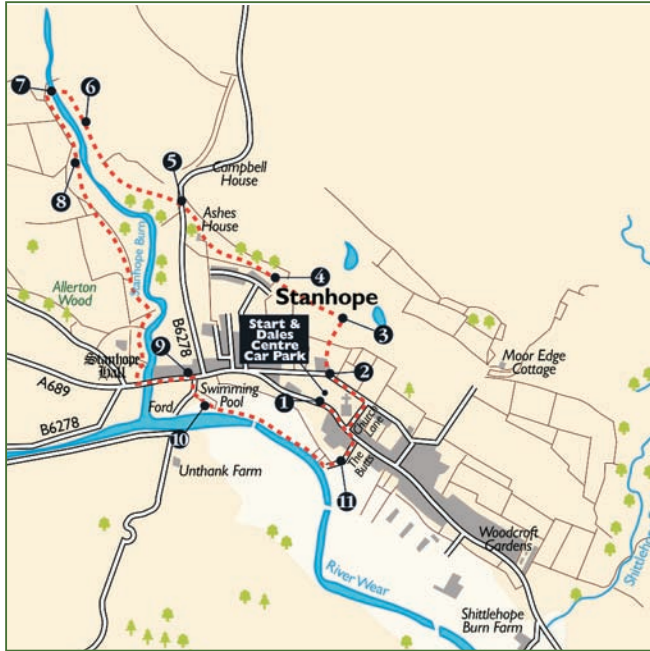 7
6
5
Campbell
House
8
Ashes
House
Stanhope Burn
4
Allerton
Wood
Stanhope
3
B6278
Start &
Dales
Centre
Car Park
Stanhope
Hall
9
2
Moor Edge
Cottage
A689
Swimming
Pool
1
Ford
B6278
10
Church
Lane
The
Butts
Unthank Farm
11
Woodcroft
Gardens
River Wear
Shittlehope
Burn Farm